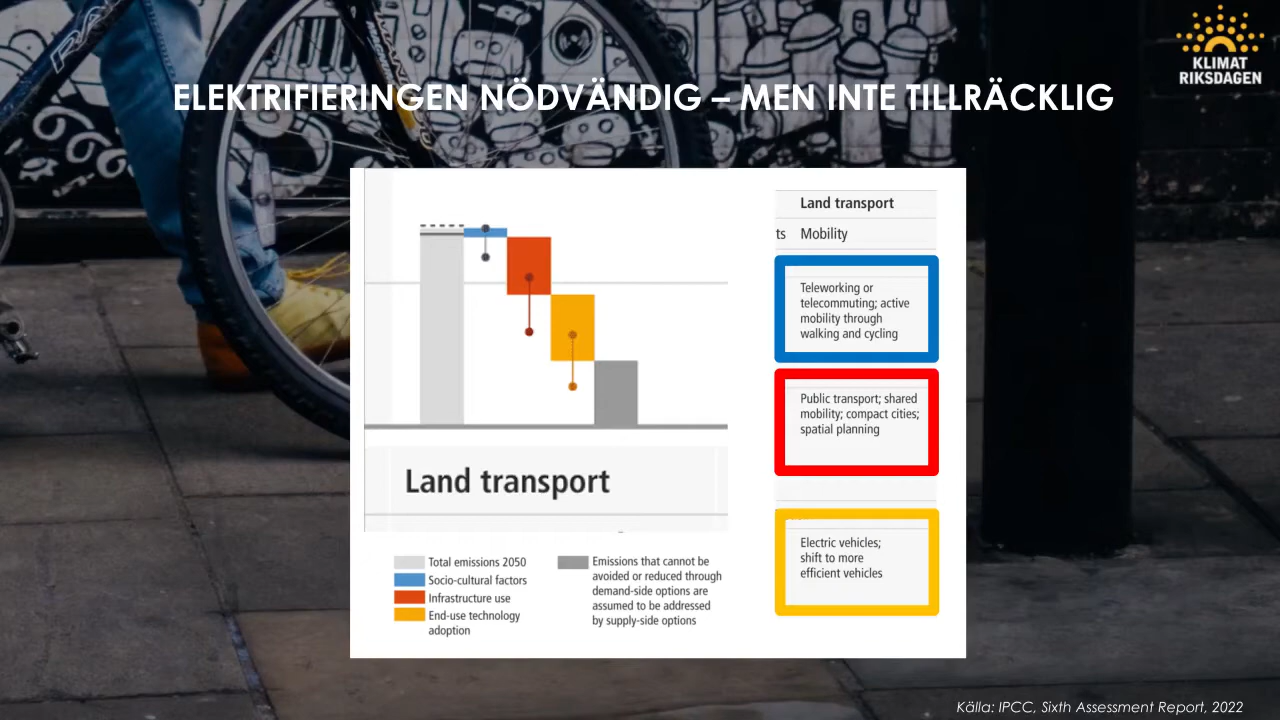 KLIMAT
RIKSDAGEN
ELEKTRIFIERINGEN NÖDVÄNDIG – MEN INTE TILLRÄCKLIG
Land transport
ts Mobility
Teleworking or
telecommuting; active
mobility through
walking and cycling
Public transport; shared
mobility; compact cities;
spatial planning
Electric vehicles;
shift to more
efficient vehicles
Land transport
Total emissions 2050
Socio-cultural factors
Infrastructure use
End-use technology
adoption
Emissions that cannot be
avoided or reduced through
demand-side options are
assumed to be addressed
by supply-side options
Källa: IPCC, Sixth Assessment Report, 2022